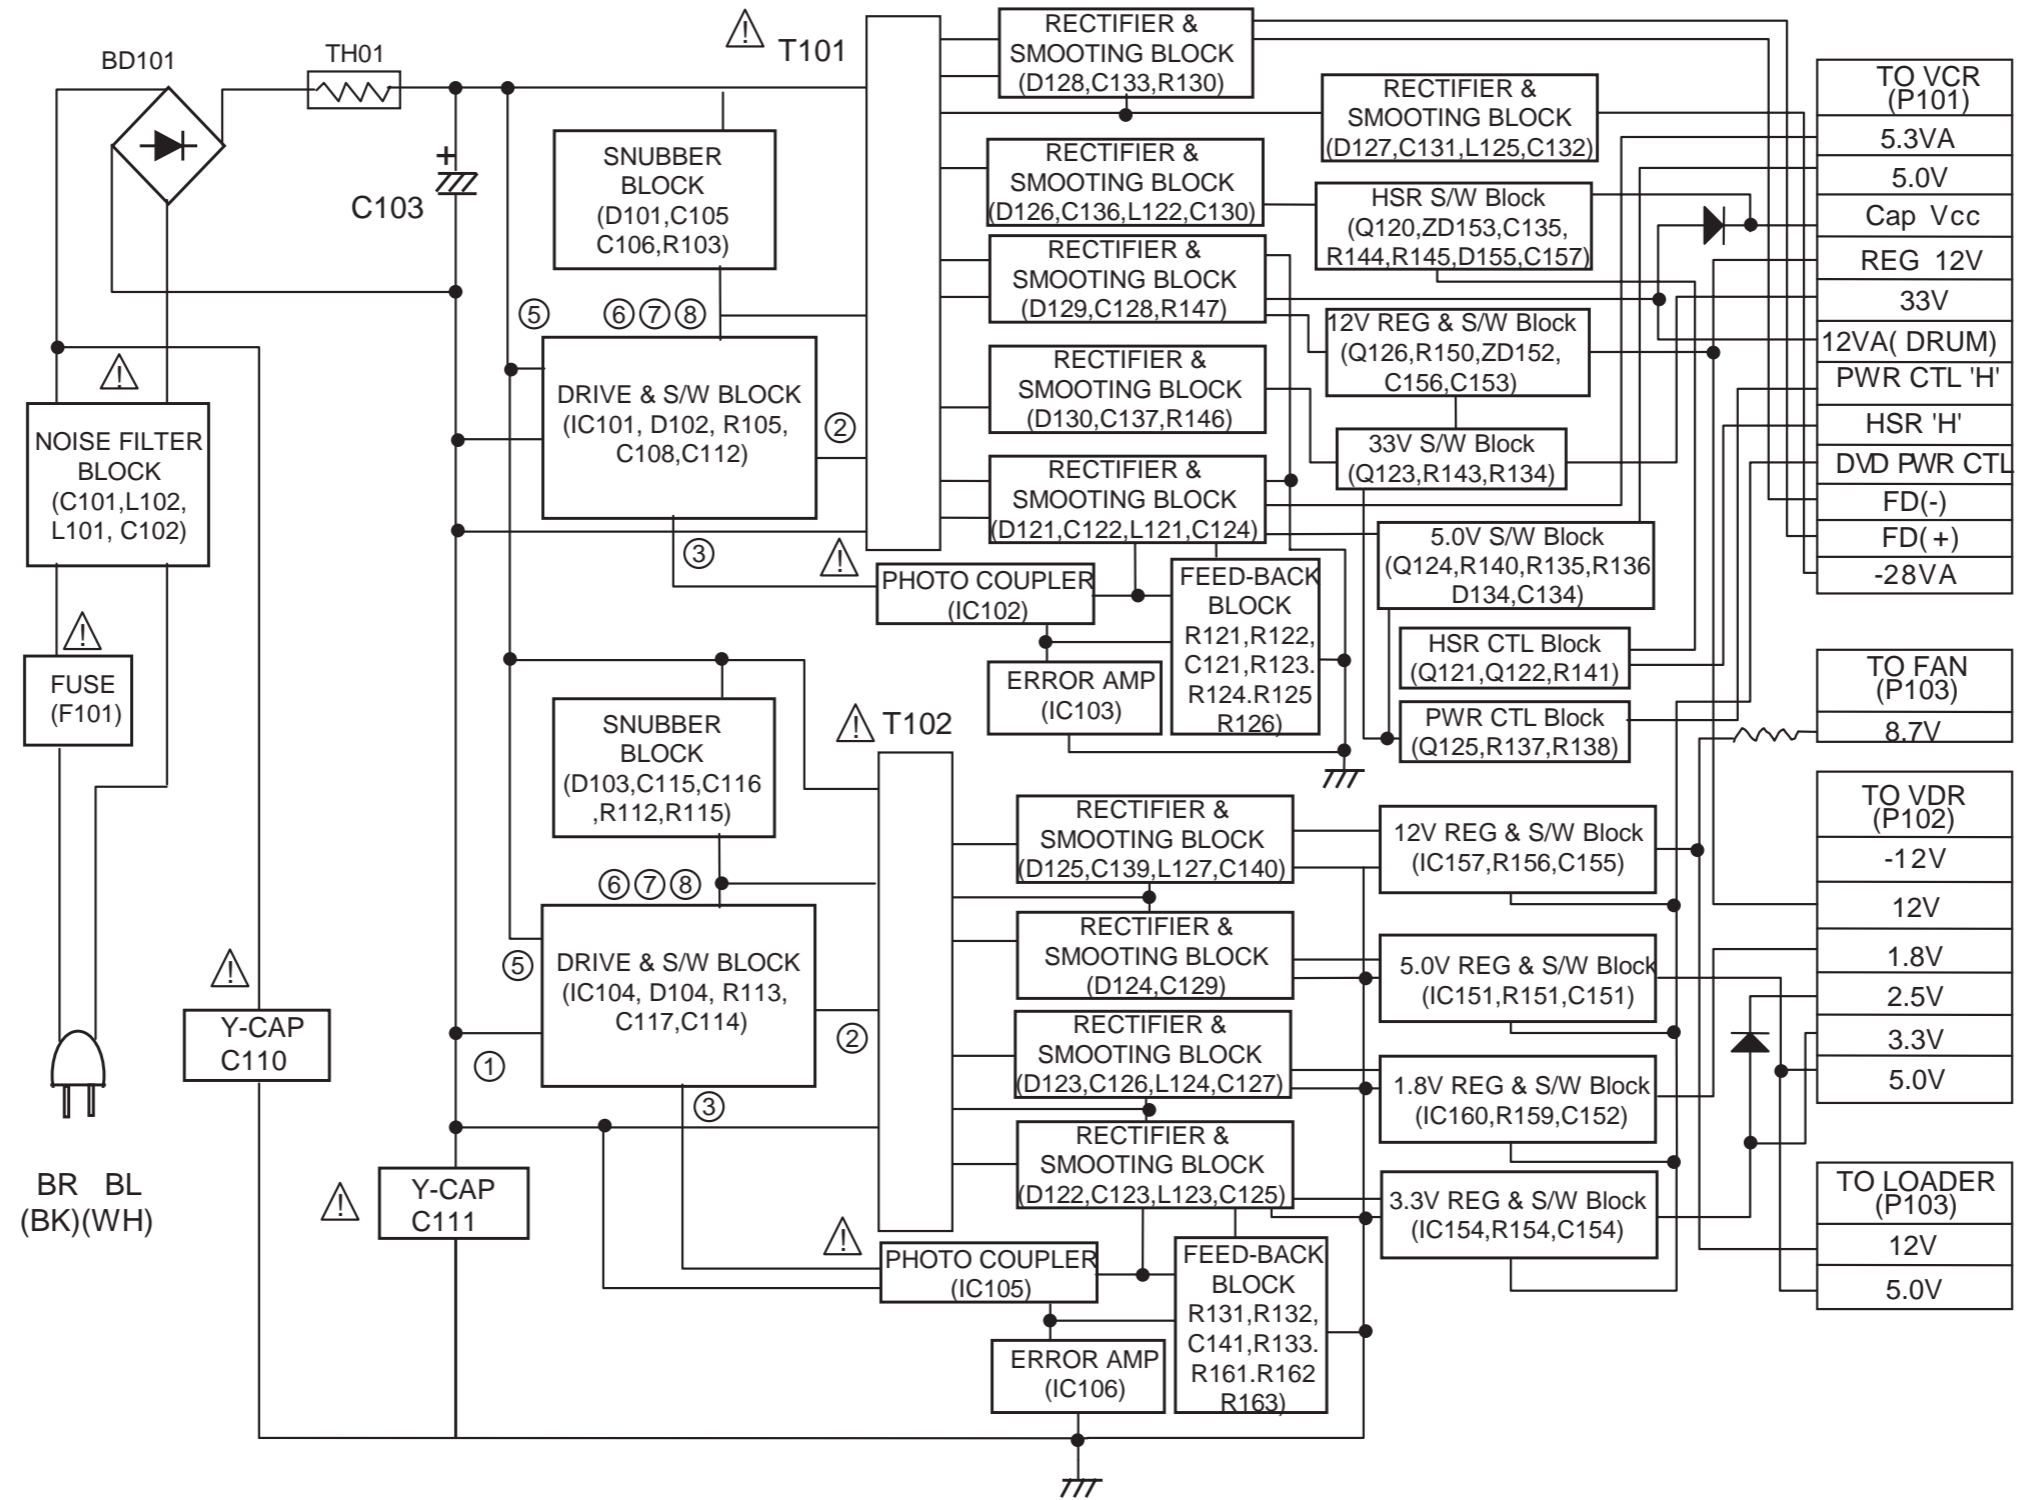 BD101
TH01
C103
T101
RECTIFIER &
SMOOTING BLOCK
(D128,C133,R130)
RECTIFIER &
SMOOTING BLOCK
(D127,C131,L125,C132)
SNUBBER
BLOCK
(D101,C105
C106,R103)
RECTIFIER &
SMOOTING BLOCK
(D126,C136,L122,C130)
HSR S/W Block
(Q120,ZD153,C135,
R144,R145,D155,C157)
RECTIFIER &
SMOOTING BLOCK
(D129,C128,R147)
12V REG & S/W Block
(Q126,R150,ZD152,
C156,C153)
⑤
⑥⑦⑧
DRIVE & S/W BLOCK
(IC101, D102, R105,
C108,C112)
②
③
RECTIFIER &
SMOOTING BLOCK
(D130,C137,R146)
33V S/W Block
(Q123,R143,R134)
RECTIFIER &
SMOOTING BLOCK
(D121,C122,L121,C124)
5.0V S/W Block
(Q124,R140,R135,R136
D134,C134)
NOISE FILTER
BLOCK
(C101,L102,
L101, C102)
FUSE
(F101)
PHOTO COUPLER
(IC102)
ERROR AMP
(IC103)
FEED-BACK
BLOCK
R121,R122,
C121,R123.
R124.R125
R126)
HSR CTL Block
(Q121,Q122,R141)
PWR CTL Block
(Q125,R137,R138)
TO VCR
(P101)
5.3VA
5.0V
Cap Vcc
REG 12V
33V
12VA( DRUM)
PWR CTL 'H'
HSR 'H'
DVD PWR CTL
FD(-)
FD(+)
-28VA
TO FAN
(P103)
8.7V
SNUBBER
BLOCK
(D103,C115,C116
,R112,R115)
T102
⑥⑦⑧
⑤
DRIVE & S/W BLOCK
(IC104, D104, R113,
C117,C114)
①
②
③
RECTIFIER &
SMOOTING BLOCK
(D125,C139,L127,C140)
12V REG & S/W Block
(IC157,R156,C155)
RECTIFIER &
SMOOTING BLOCK
(D124,C129)
5.0V REG & S/W Block
(IC151,R151,C151)
RECTIFIER &
SMOOTING BLOCK
(D123,C126,L124,C127)
1.8V REG & S/W Block
(IC160,R159,C152)
RECTIFIER &
SMOOTING BLOCK
(D122,C123,L123,C125)
3.3V REG & S/W Block
(IC154,R154,C154)
TO VDR
(P102)
-12V
12V
1.8V
2.5V
3.3V
5.0V
TO LOADER
(P103)
12V
5.0V
Y-CAP
C110
Y-CAP
C111
BR BL
(BK)(WH)
PHOTO COUPLER
(IC105)
ERROR AMP
(IC106)
FEED-BACK
BLOCK
R131,R132,
C141,R133.
R161.R162
R163)